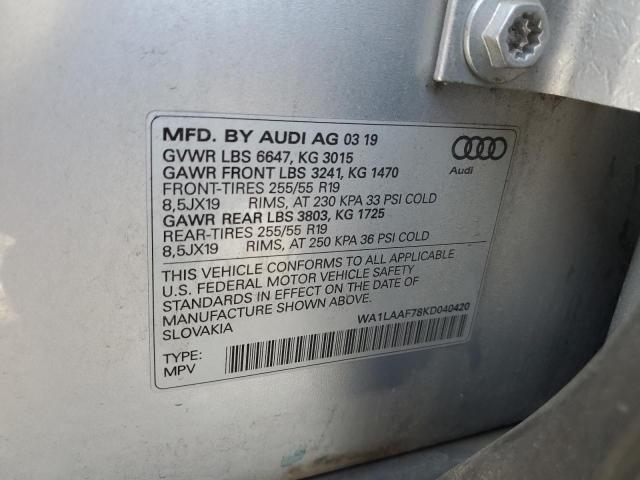 MFD. BY AUDI AG 03 19
GVWR LBS 6647, KG 3015
GAWR FRONT LBS 3241, KG 1470
FRONT-TIRES 255/55 R19
8,5JX19 RIMS, AT 230 KPA 33 PSI COLD
GAWR REAR LBS 3803, KG 1725
REAR-TIRES 255/55 R19
8,5JX19 RIMS, AT 250 KPA 36 PSI COLD
Audi
THIS VEHICLE CONFORMS TO ALL APPLICABLE
U.S. FEDERAL MOTOR VEHICLE SAFETY
STANDARDS IN EFFECT ON THE DATE OF
MANUFACTURE SHOWN ABOVE.
SLOVAKIA
WA1LAAF78KD040420
TYPE:
MPV